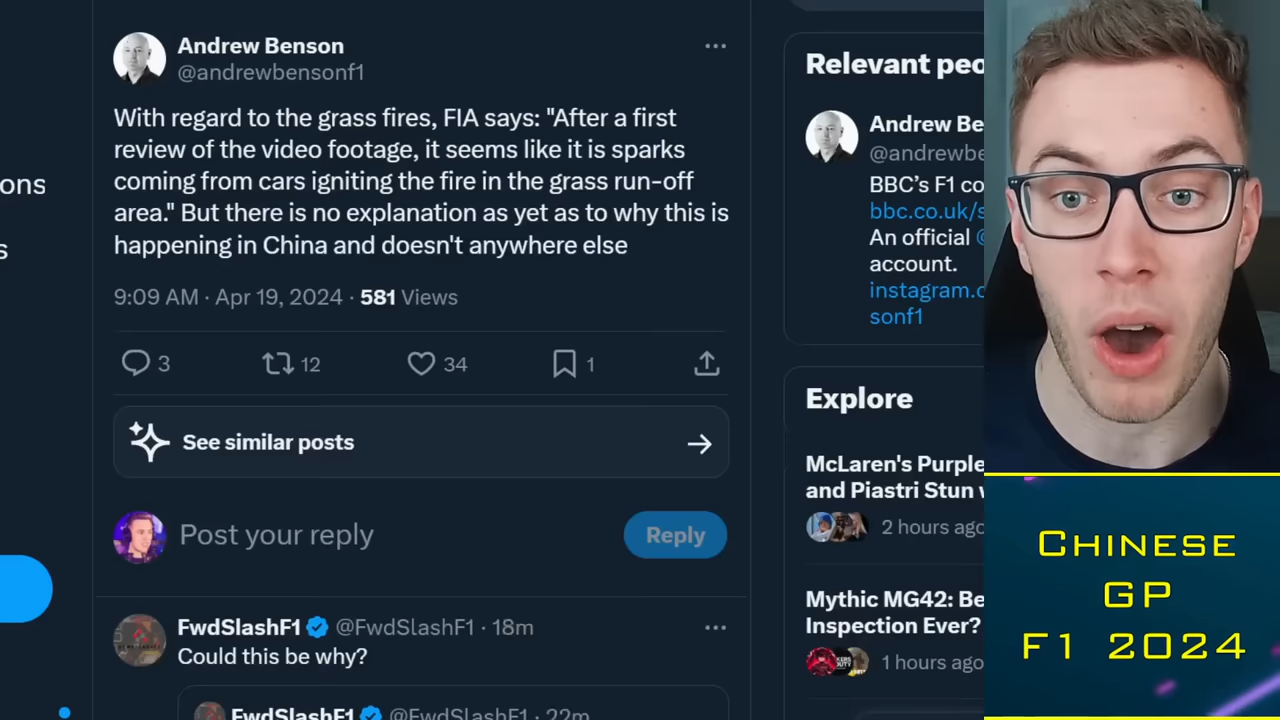 ons
s
Andrew Benson
@andrewbensonf1
With regard to the grass fires, FIA says: "After a first
review of the video footage, it seems like it is sparks
coming from cars igniting the fire in the grass run-off
area." But there is no explanation as yet as to why this is
happening in China and doesn't anywhere else
9:09 AM · Apr 19, 2024 · 581 Views
3
12
34
1
See similar posts
Post your reply
Reply
FwdSlashF1 @FwdSlashF1 · 18m
Could this be why?
FwdSlashF1 @FwdSlashF1 · 22m
Relevant peo
Andrew Be
@andrewbe
BBC's F1 co
bbc.co.uk/s
An official @
account.
instagram.c
sonf1
Explore
McLaren's Purple
and Piastri Stun w
2 hours ago
Mythic MG42: Be
Inspection Ever?
1 hours ago
CHINESE
GP
F1 2024